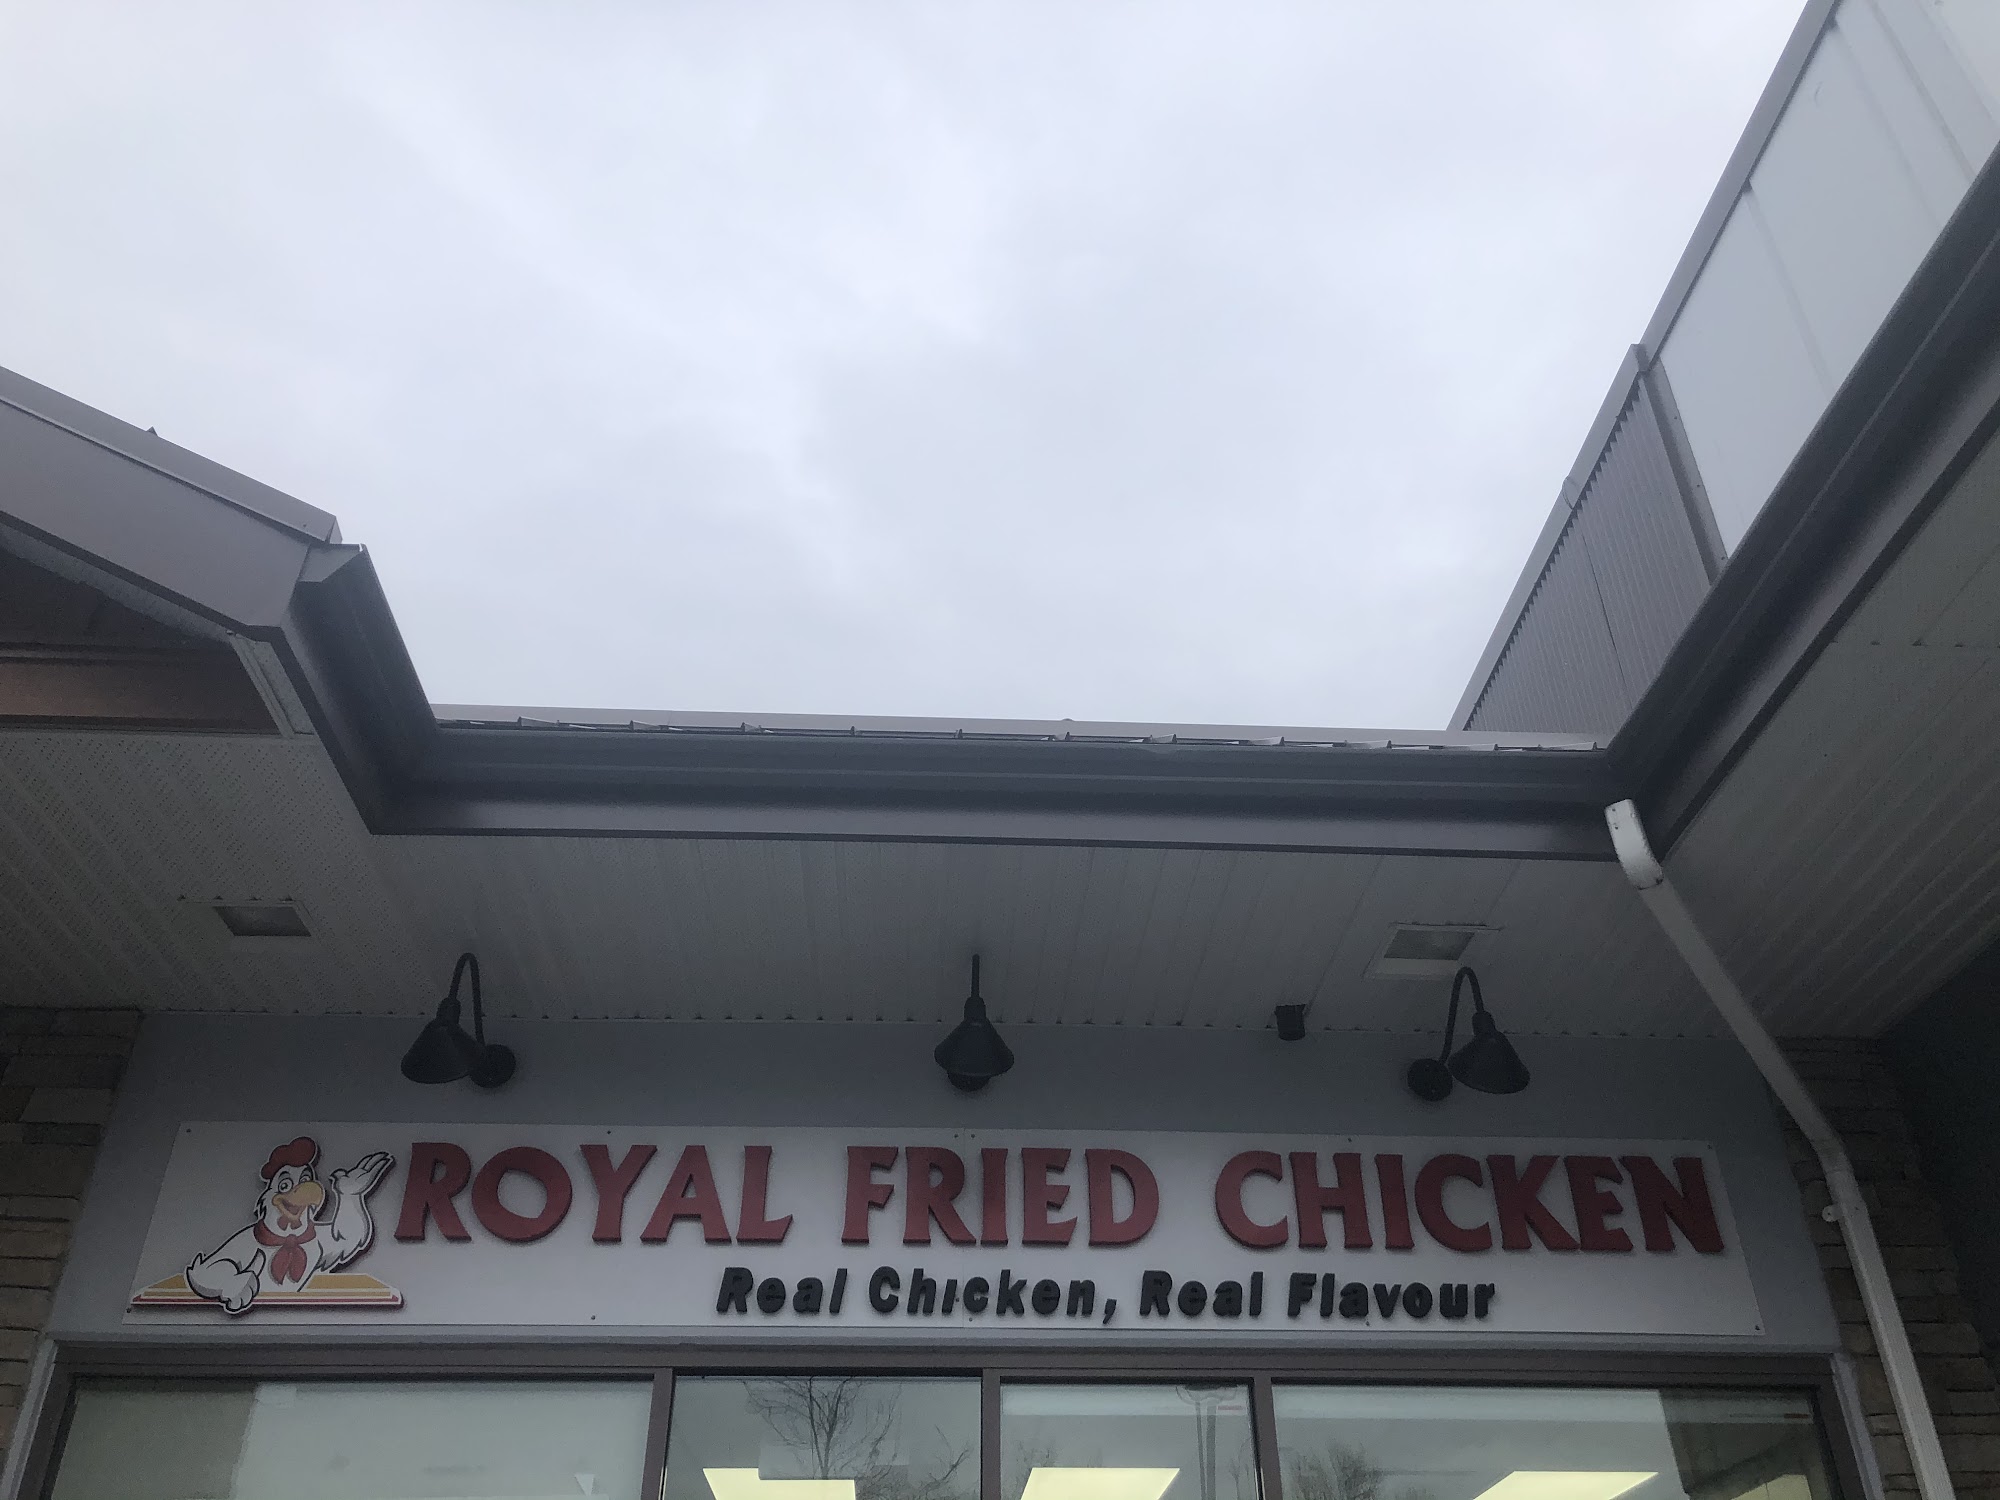 ROYAL FRIED CHICKEN
Real Chicken, Real Flavour